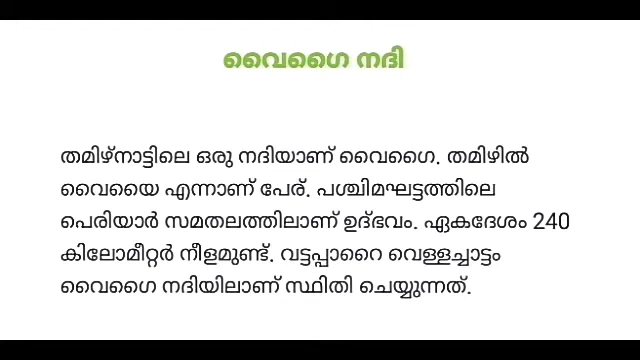 വൈഗൈ നദി
തമിഴ്നാട്ടിലെ ഒരു നദിയാണ് വൈഗൈ. തമിഴിൽ
വൈയൈ എന്നാണ് പേര്. പശ്ചിമഘട്ടത്തിലെ
പെരിയാർ സമതലത്തിലാണ് ഉദ്ഭവം. ഏകദേശം 240
കിലോമീറ്റർ നീളമുണ്ട്. വട്ടപ്പാറൈ വെള്ളച്ചാട്ടം
വൈഗൈ നദിയിലാണ് സ്ഥിതി ചെയ്യുന്നത്.